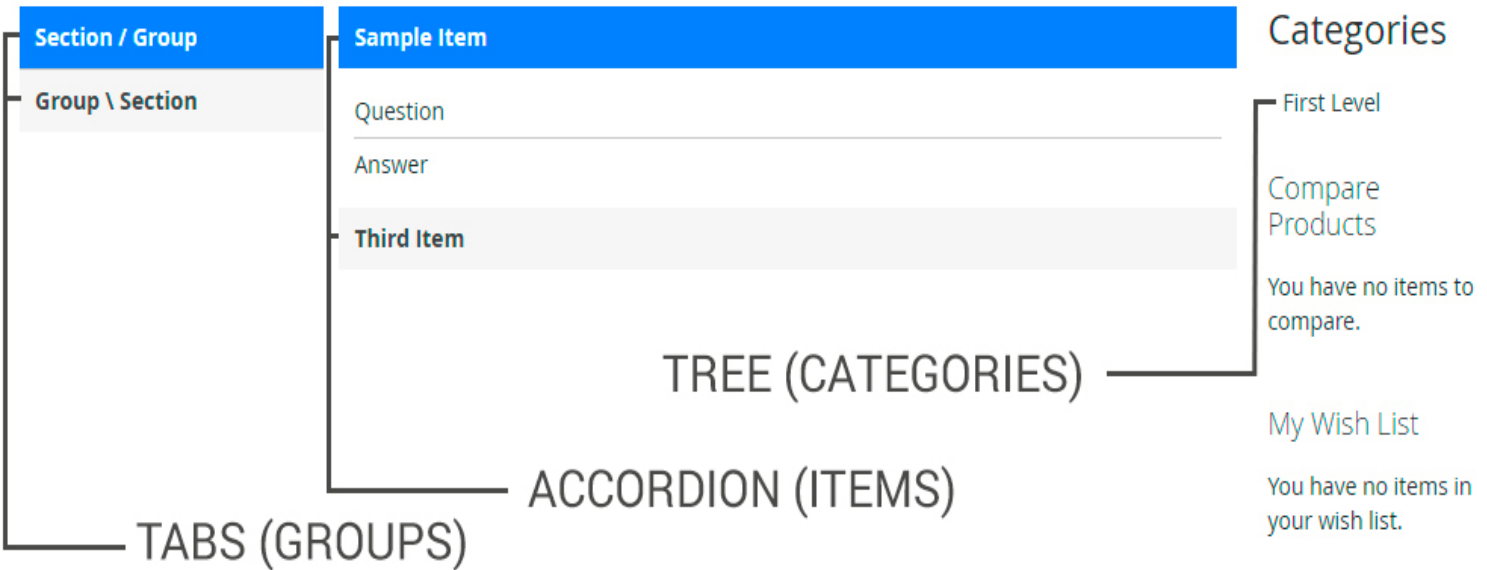 Section / Group
Group \ Section
Sample Item
Question
Answer
Third Item
Categories
First Level
Compare
Products
You have no items to
compare.
My Wish List
You have no items in
your wish list.
TREE (CATEGORIES)
ACCORDION (ITEMS)
TABS (GROUPS)